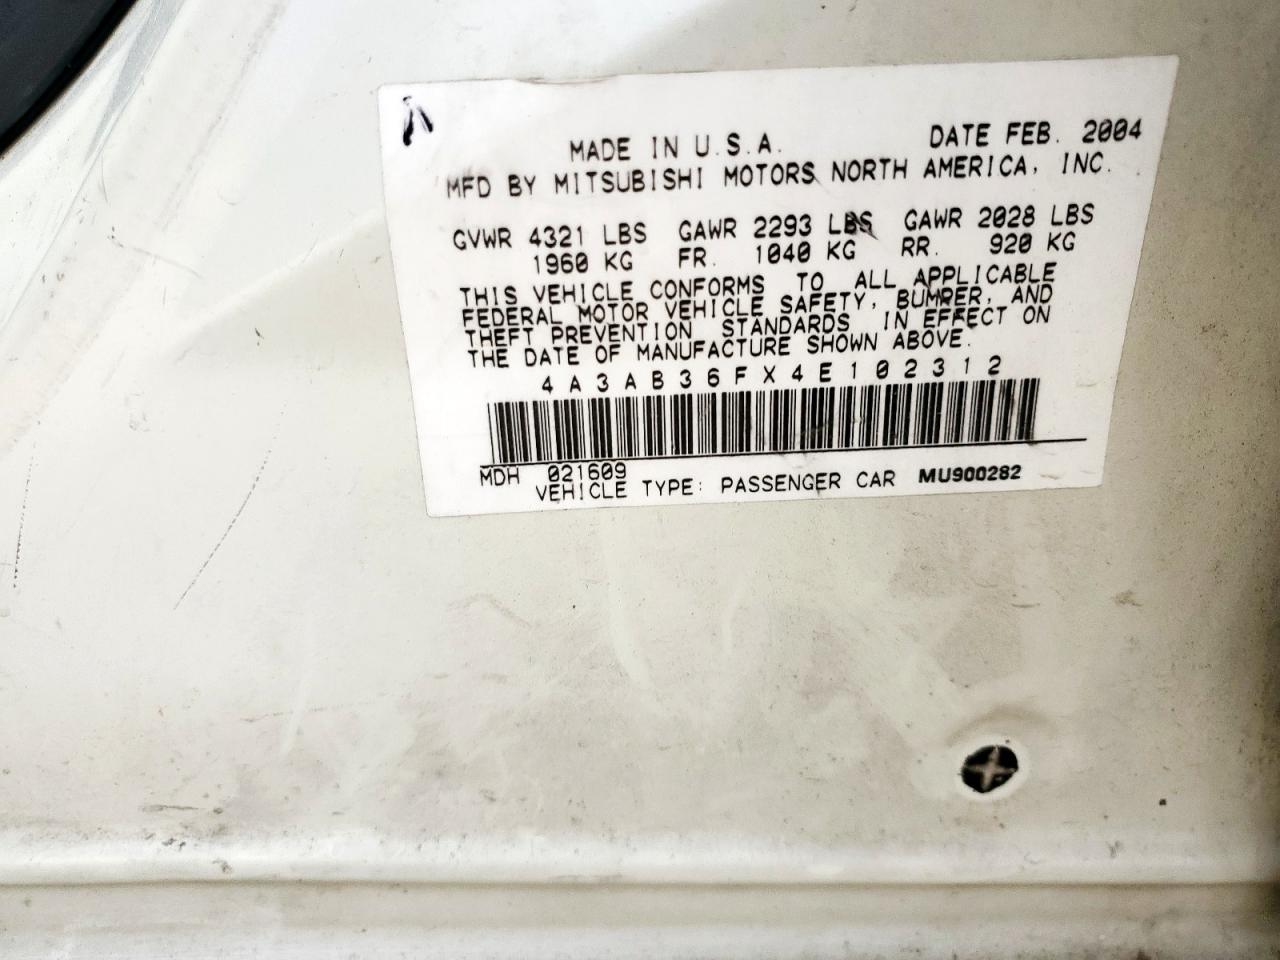 MADE IN U.S.A. DATE FEB. 2004
MFD BY MITSUBISHI MOTORS NORTH AMERICA, INC.
GVWR 4321 LBS GAWR 2293 LBS GAWR 2028 LBS
1960 KG FR. 1040 KG RR. 920 KG
THIS VEHICLE CONFORMS TO ALL APPLICABLE
FEDERAL MOTOR VEHICLE SAFETY, BUMPER, AND
THEFT PREVENTION STANDARDS IN EFFECT ON
THE DATE OF MANUFACTURE SHOWN ABOVE.
4A3AB36FX4E102312
MDH 021609
VEHICLE TYPE: PASSENGER CAR MU900282